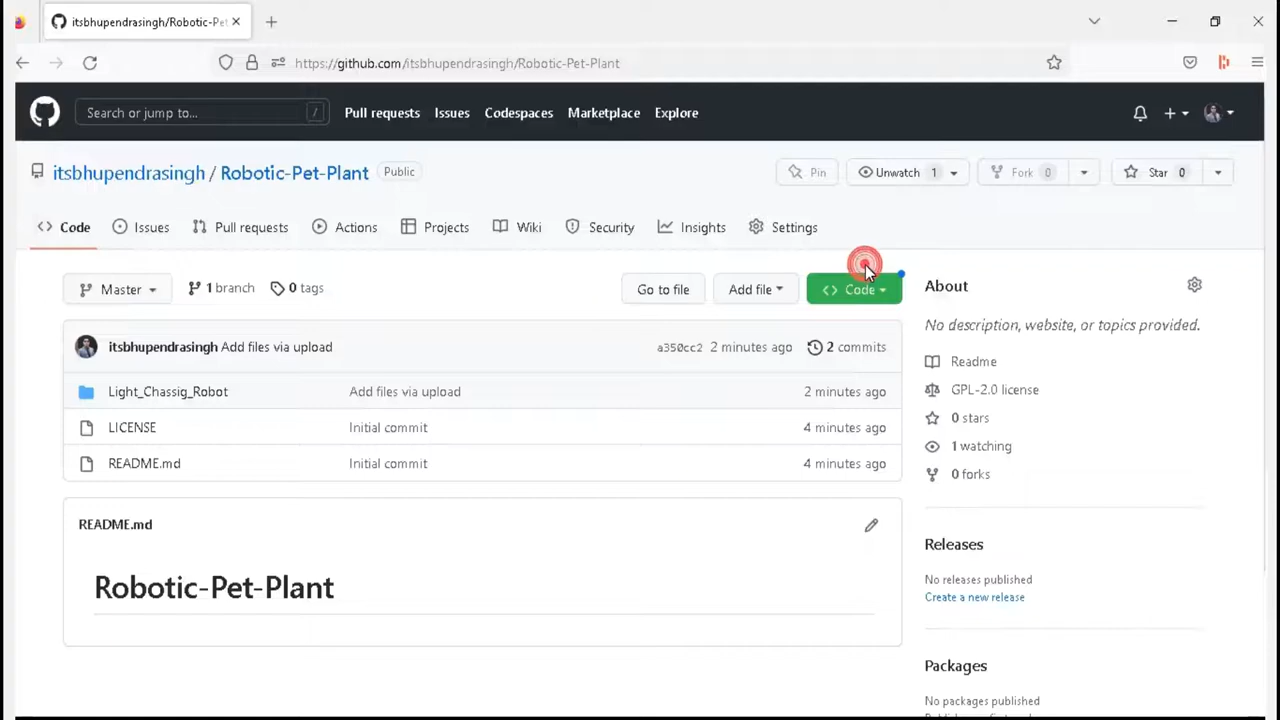 itsbhupendrasingh/Robotic-Pet
https://github.com/itsbhupendrasingh/Robotic-Pet-Plant
Search or jump to... / Pull requests Issues Codespaces Marketplace Explore
itsbhupendrasingh / Robotic-Pet-Plant Public Pin Unwatch 1 Fork 0 Star 0
Code Issues Pull requests Actions Projects Wiki Security Insights Settings
Master 1 branch 0 tags Go to file Add file Code
itsbhupendrasingh Add files via upload a350cc2 2 minutes ago 2 commits
Light_Chassig_Robot Add files via upload 2 minutes ago
LICENSE Initial commit 4 minutes ago
README.md Initial commit 4 minutes ago
README.md
Robotic-Pet-Plant
About
No description, website, or topics provided.
Readme
GPL-2.0 license
0 stars
1 watching
0 forks
Releases
No releases published
Create a new release
Packages
No packages published